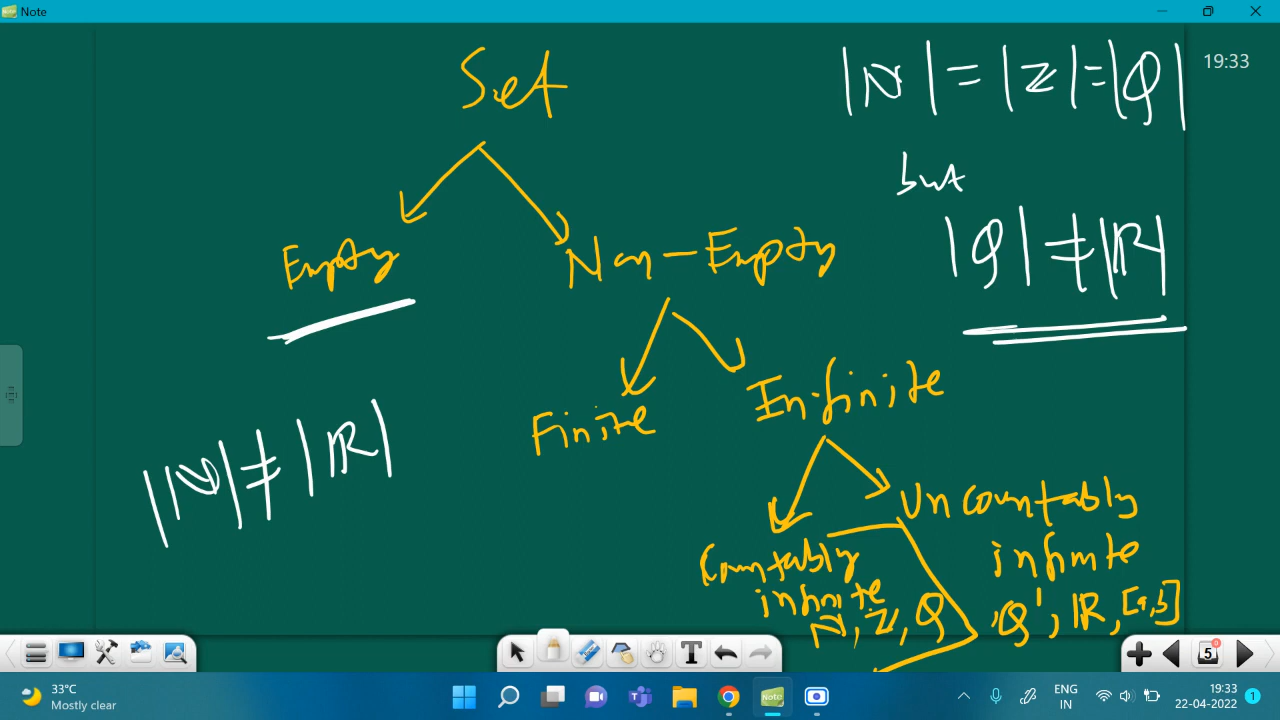 Note
19:33
Set
|N| = |Z| = |Q|
but
|Q| ≠ |R|
Empty
Non-Empty
Finite
Infinite
|N| ≠ |R|
Countably
infinite
N, Z, Q
Uncountably
infinite
Q', R, [a,b]
T
5
33°C
Mostly clear
ENG
IN
19:33
22-04-2022
1